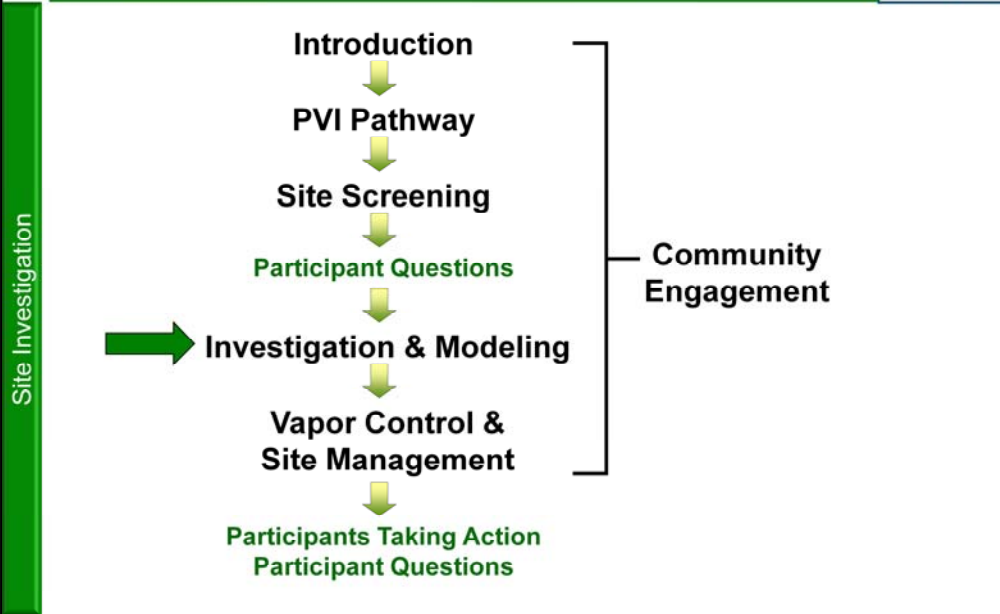 Site Investigation
Introduction
PVI Pathway
Site Screening
Participant Questions
Investigation & Modeling
Vapor Control &
Site Management
Participants Taking Action
Participant Questions
Community
Engagement